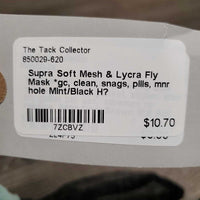 The Tack Collector
850029-620
Supra Soft Mesh & Lycra Fly
Mask *gc, clean, snags, pills, mnr
hole Mint/Black H?
$10.70
7ZCBVZ